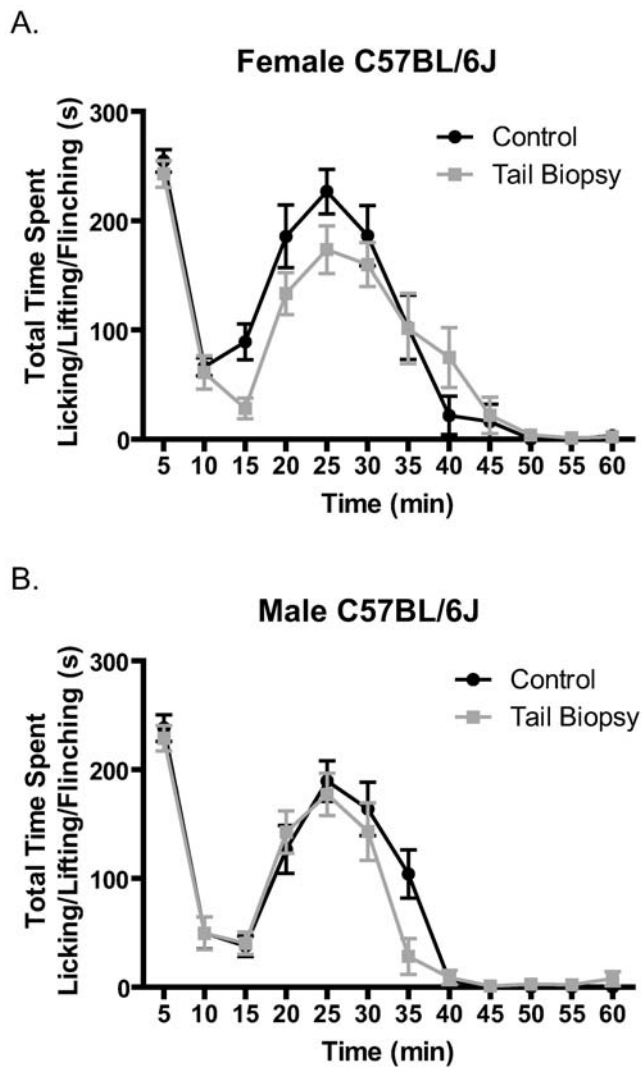 A.
Female C57BL/6J
Total Time Spent
Licking/Lifting/Flinching (s)
300
200
100
0
Control
Tail Biopsy
5 10 15 20 25 30 35 40 45 50 55 60
Time (min)
B.
Male C57BL/6J
Total Time Spent
Licking/Lifting/Flinching (s)
300
200
100
0
Control
Tail Biopsy
5 10 15 20 25 30 35 40 45 50 55 60
Time (min)